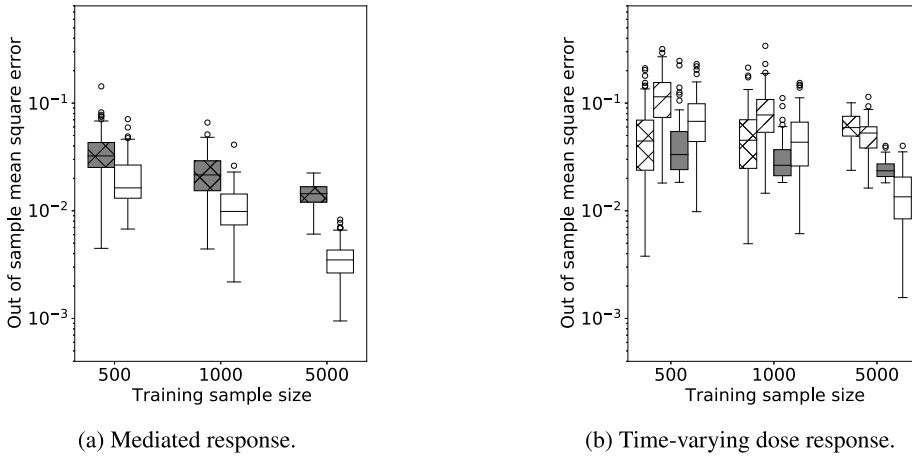 Out of sample mean square error
10⁻¹
10⁻²
10⁻³
500
1000
5000
Training sample size
(a) Mediated response.
Out of sample mean square error
10⁻¹
10⁻²
10⁻³
500
1000
5000
Training sample size
(b) Time-varying dose response.